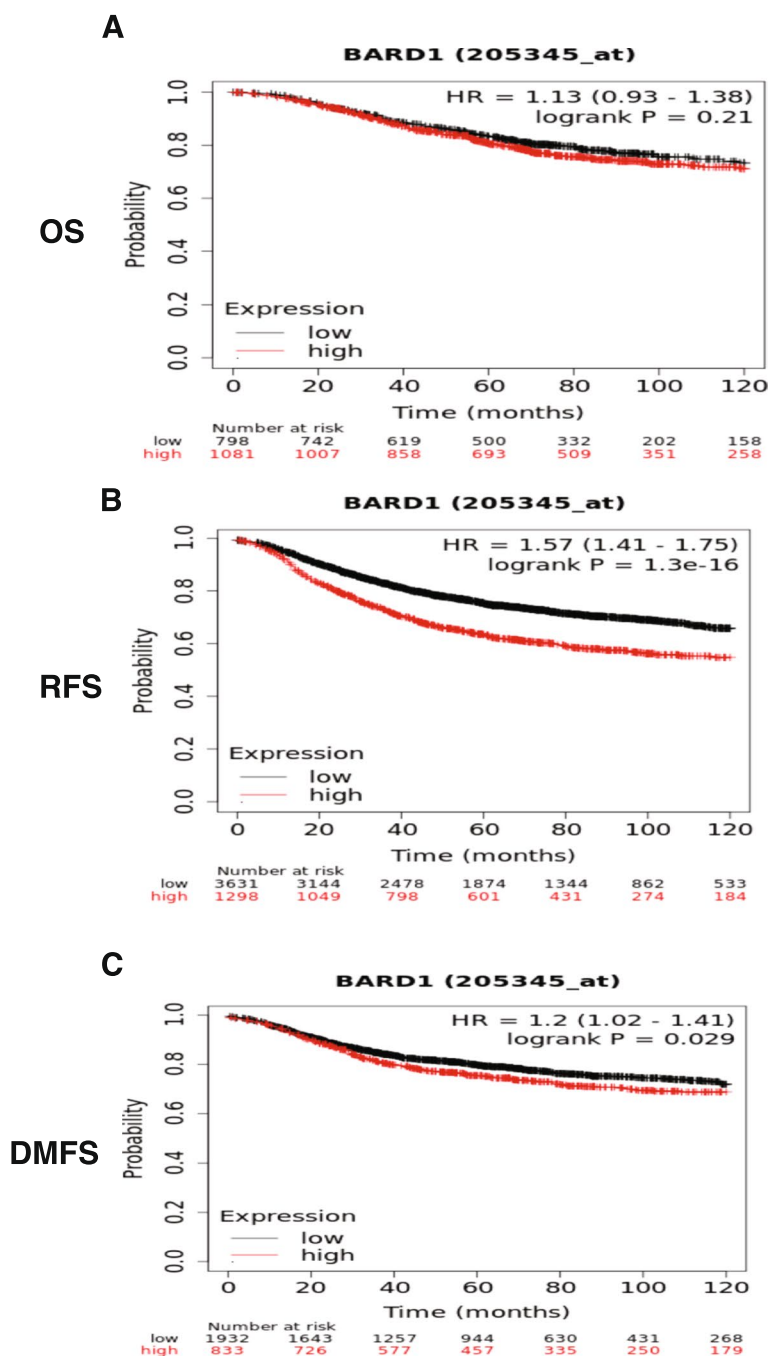 A
BARD1 (205345_at)
HR = 1.13 (0.93 - 1.38)
logrank P = 0.21
OS
Probability
1.0
0.8
0.6
0.4
0.2
0.0
Expression
low
high
0 20 40 60 80 100 120
Time (months)
Number at risk
low 798 742 619 500 332 202 158
high 1081 1007 858 693 509 351 258
B
BARD1 (205345_at)
HR = 1.57 (1.41 - 1.75)
logrank P = 1.3e-16
RFS
Probability
1.0
0.8
0.6
0.4
0.2
0.0
Expression
low
high
0 20 40 60 80 100 120
Time (months)
Number at risk
low 3631 3144 2478 1874 1344 862 533
high 1298 1049 798 601 431 274 184
C
BARD1 (205345_at)
HR = 1.2 (1.02 - 1.41)
logrank P = 0.029
DMFS
Probability
1.0
0.8
0.6
0.4
0.2
0.0
Expression
low
high
0 20 40 60 80 100 120
Time (months)
Number at risk
low 1932 1643 1257 944 630 431 268
high 833 726 577 457 335 250 179